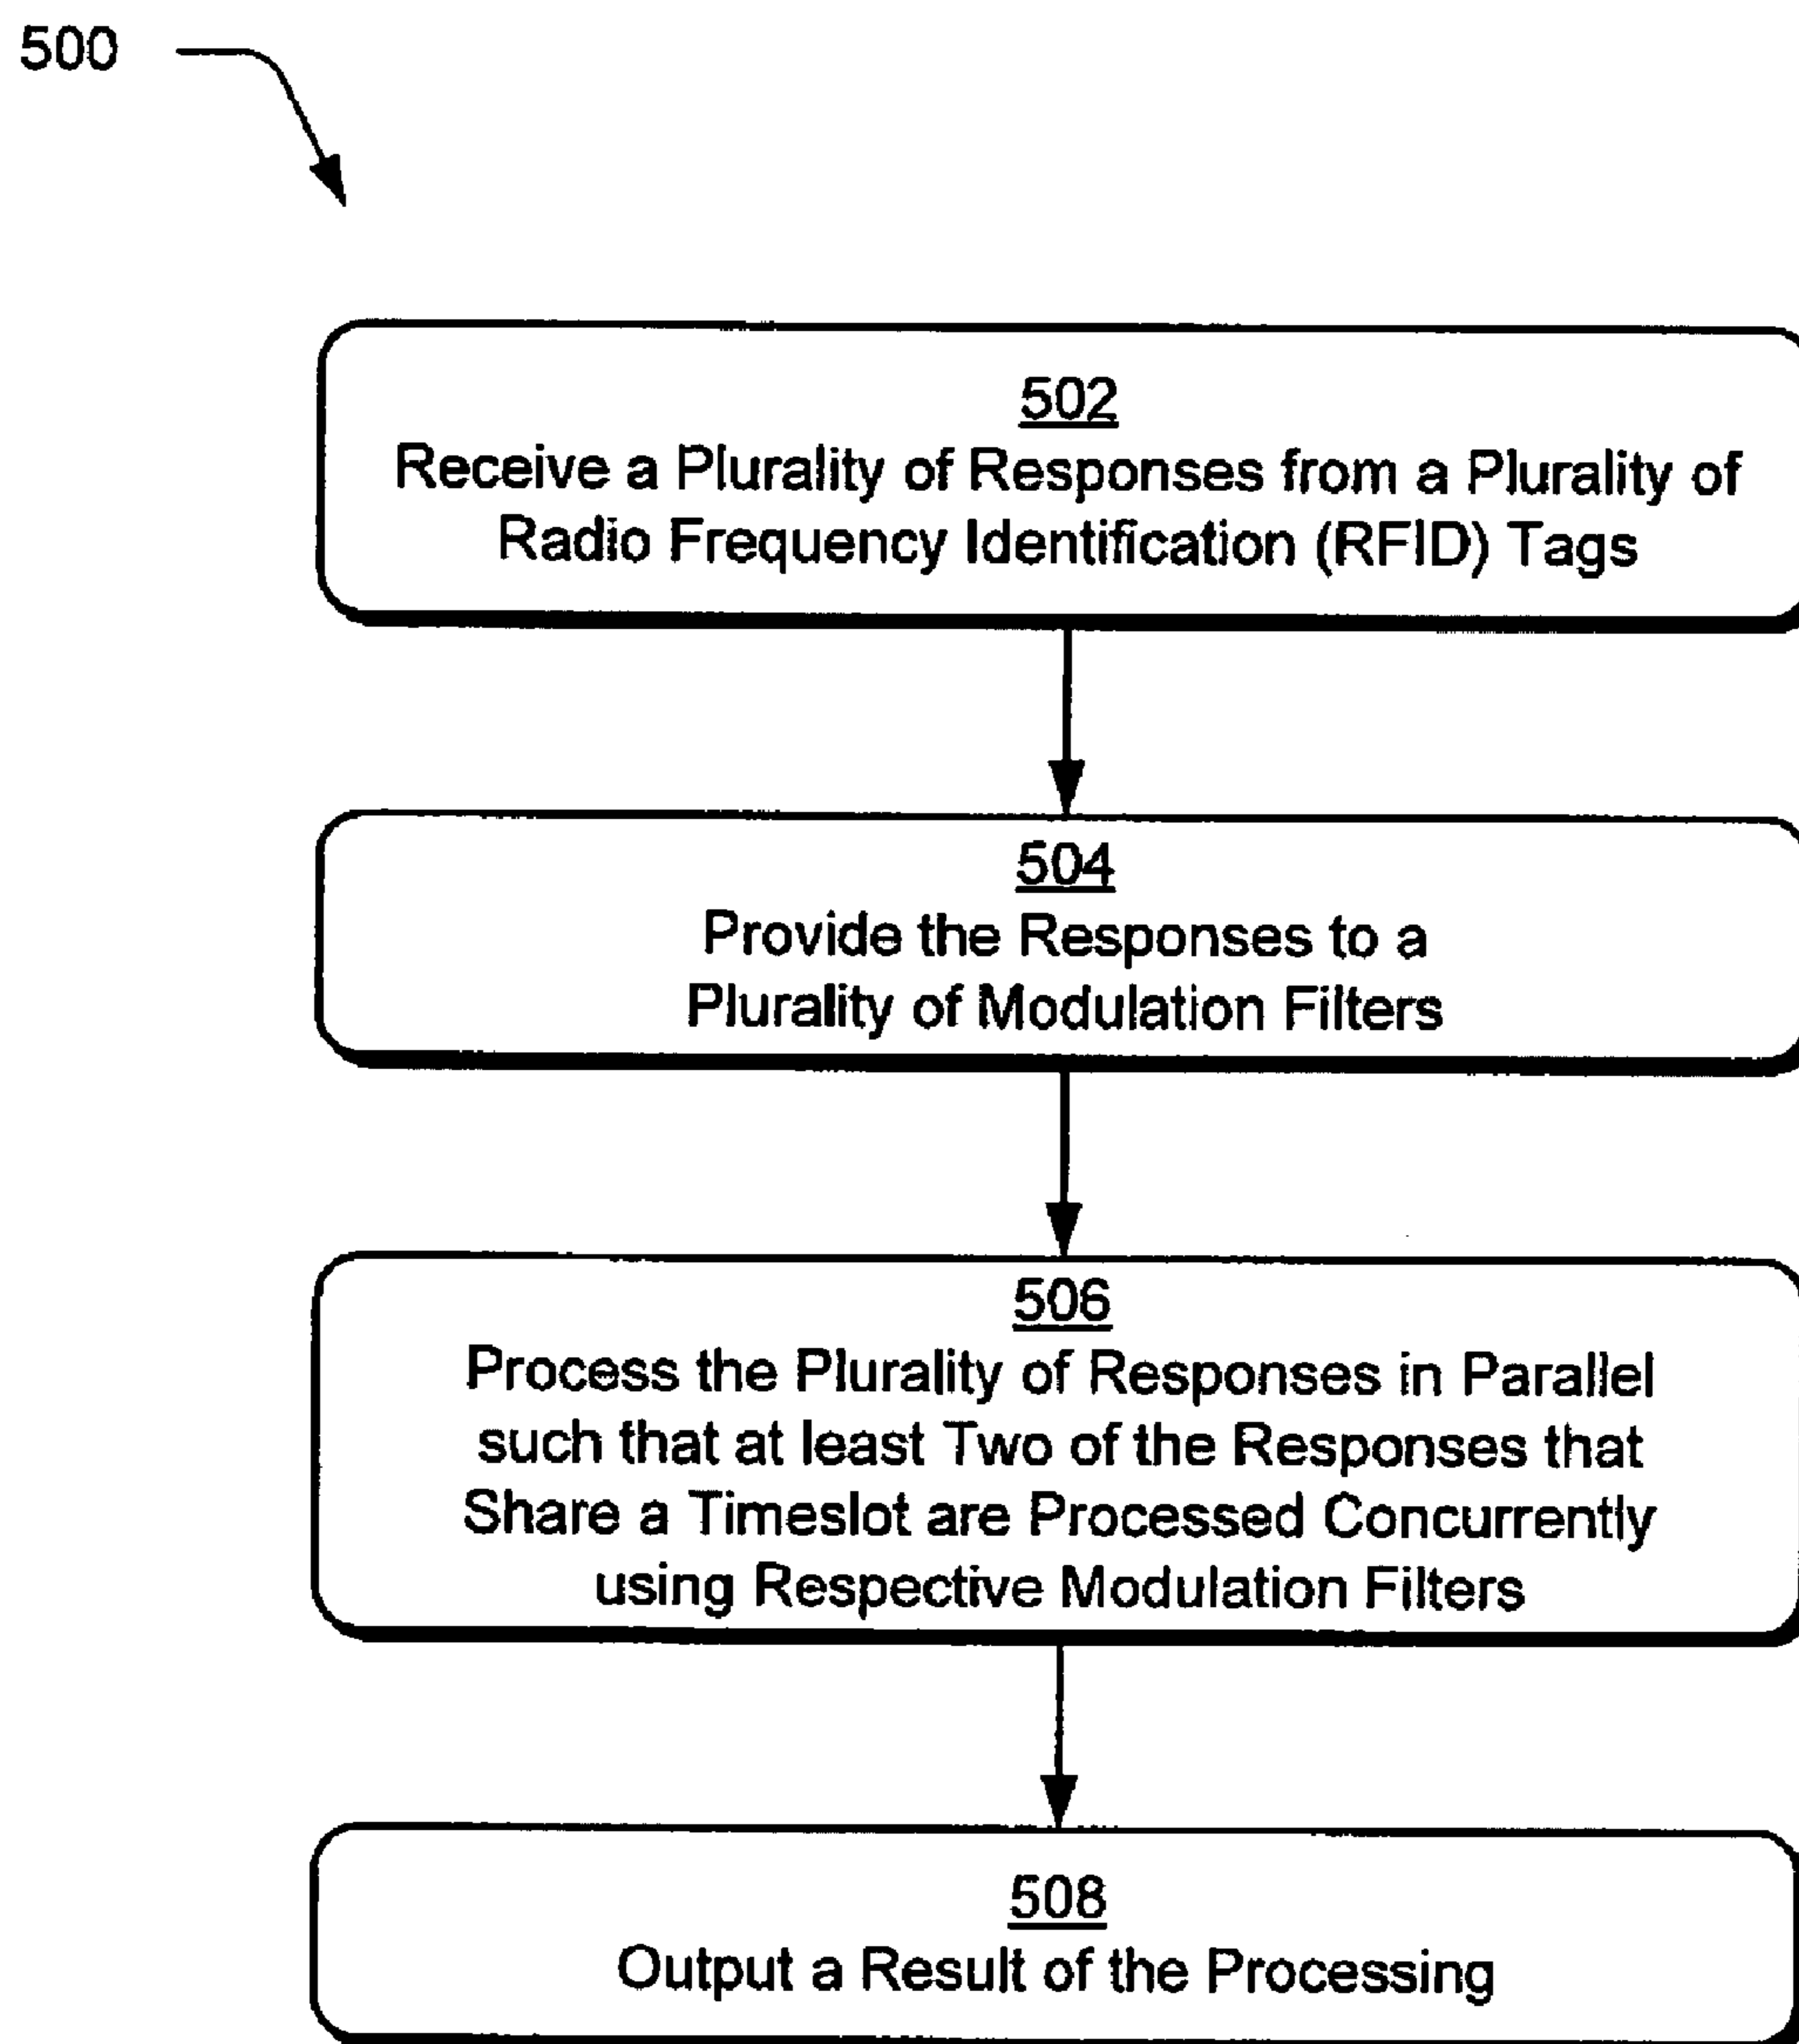 500
502
Receive a Plurality of Responses from a Plurality of
Radio Frequency Identification (RFID) Tags
504
Provide the Responses to a
Plurality of Modulation Filters
506
Process the Plurality of Responses in Parallel
such that at least Two of the Responses that
Share a Timeslot are Processed Concurrently
using Respective Modulation Filters
508
Output a Result of the Processing